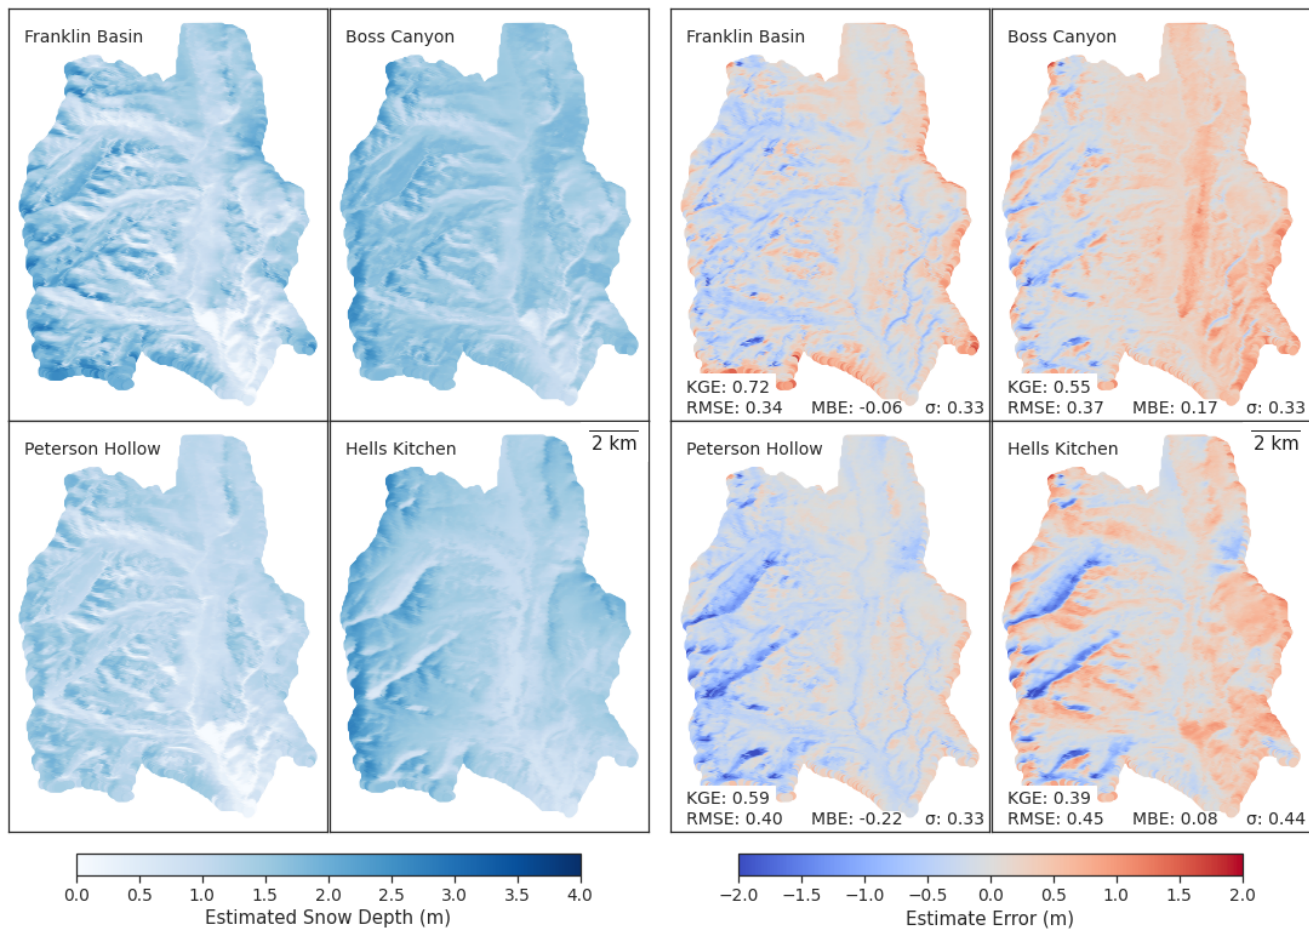 Franklin Basin
Boss Canyon
Franklin Basin
Boss Canyon
KGE: 0.72
RMSE: 0.34 MBE: -0.06 σ: 0.33
KGE: 0.55
RMSE: 0.37 MBE: 0.17 σ: 0.33
Peterson Hollow
Hells Kitchen
2 km
Peterson Hollow
Hells Kitchen
2 km
KGE: 0.59
RMSE: 0.40 MBE: -0.22 σ: 0.33
KGE: 0.39
RMSE: 0.45 MBE: 0.08 σ: 0.44
0.0 0.5 1.0 1.5 2.0 2.5 3.0 3.5 4.0
Estimated Snow Depth (m)
−2.0 −1.5 −1.0 −0.5 0.0 0.5 1.0 1.5 2.0
Estimate Error (m)